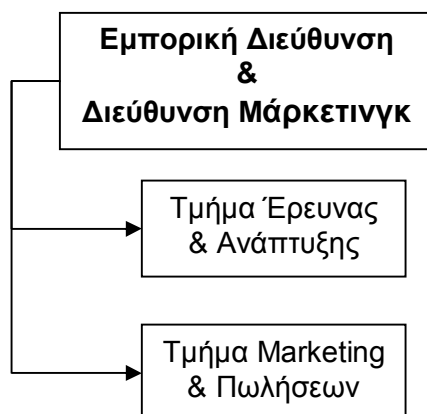 Εμπορική Διεύθυνση
&
Διεύθυνση Μάρκετινγκ
Τμήμα Έρευνας
& Ανάπτυξης
Τμήμα Marketing
& Πωλήσεων